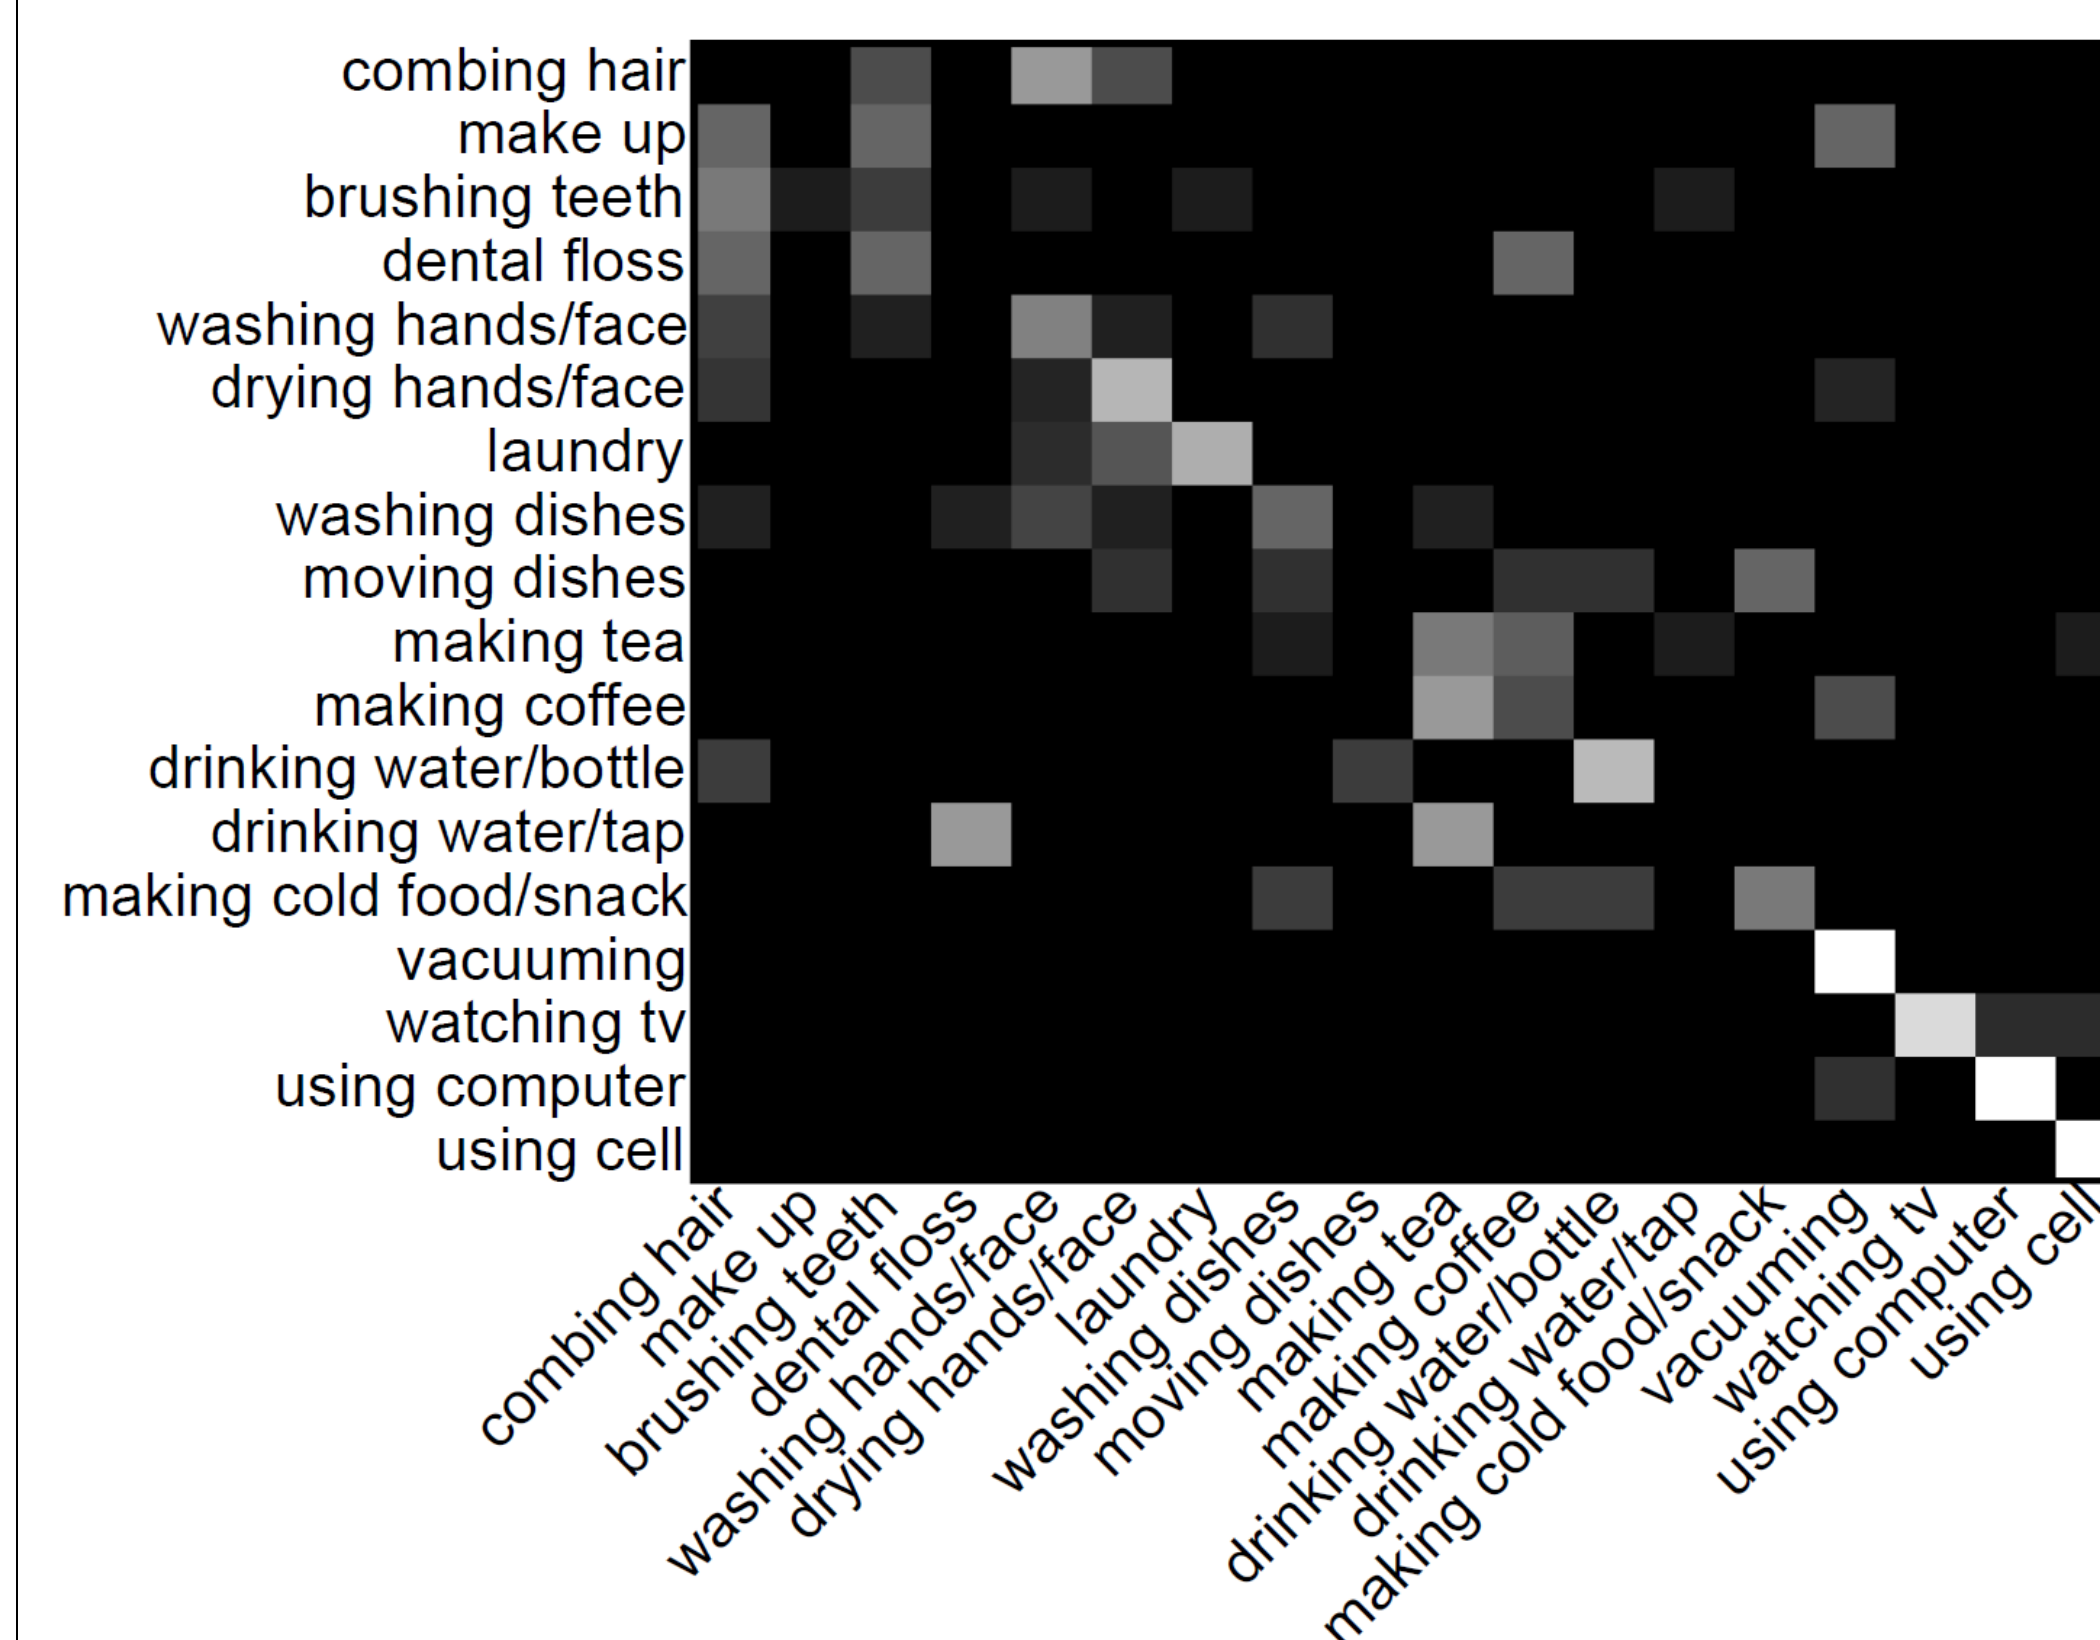 combing hair
make up
brushing teeth
dental floss
washing hands/face
drying hands/face
laundry
washing dishes
moving dishes
making tea
making coffee
drinking water/bottle
drinking water/tap
making cold food/snack
vacuuming
watching tv
using computer
using cell
combing hair
make up
brushing teeth
dental floss
washing hands/face
drying hands/face
laundry
washing dishes
moving dishes
making tea
making coffee
drinking water/bottle
drinking water/tap
making cold food/snack
vacuuming
watching tv
using computer
using cell